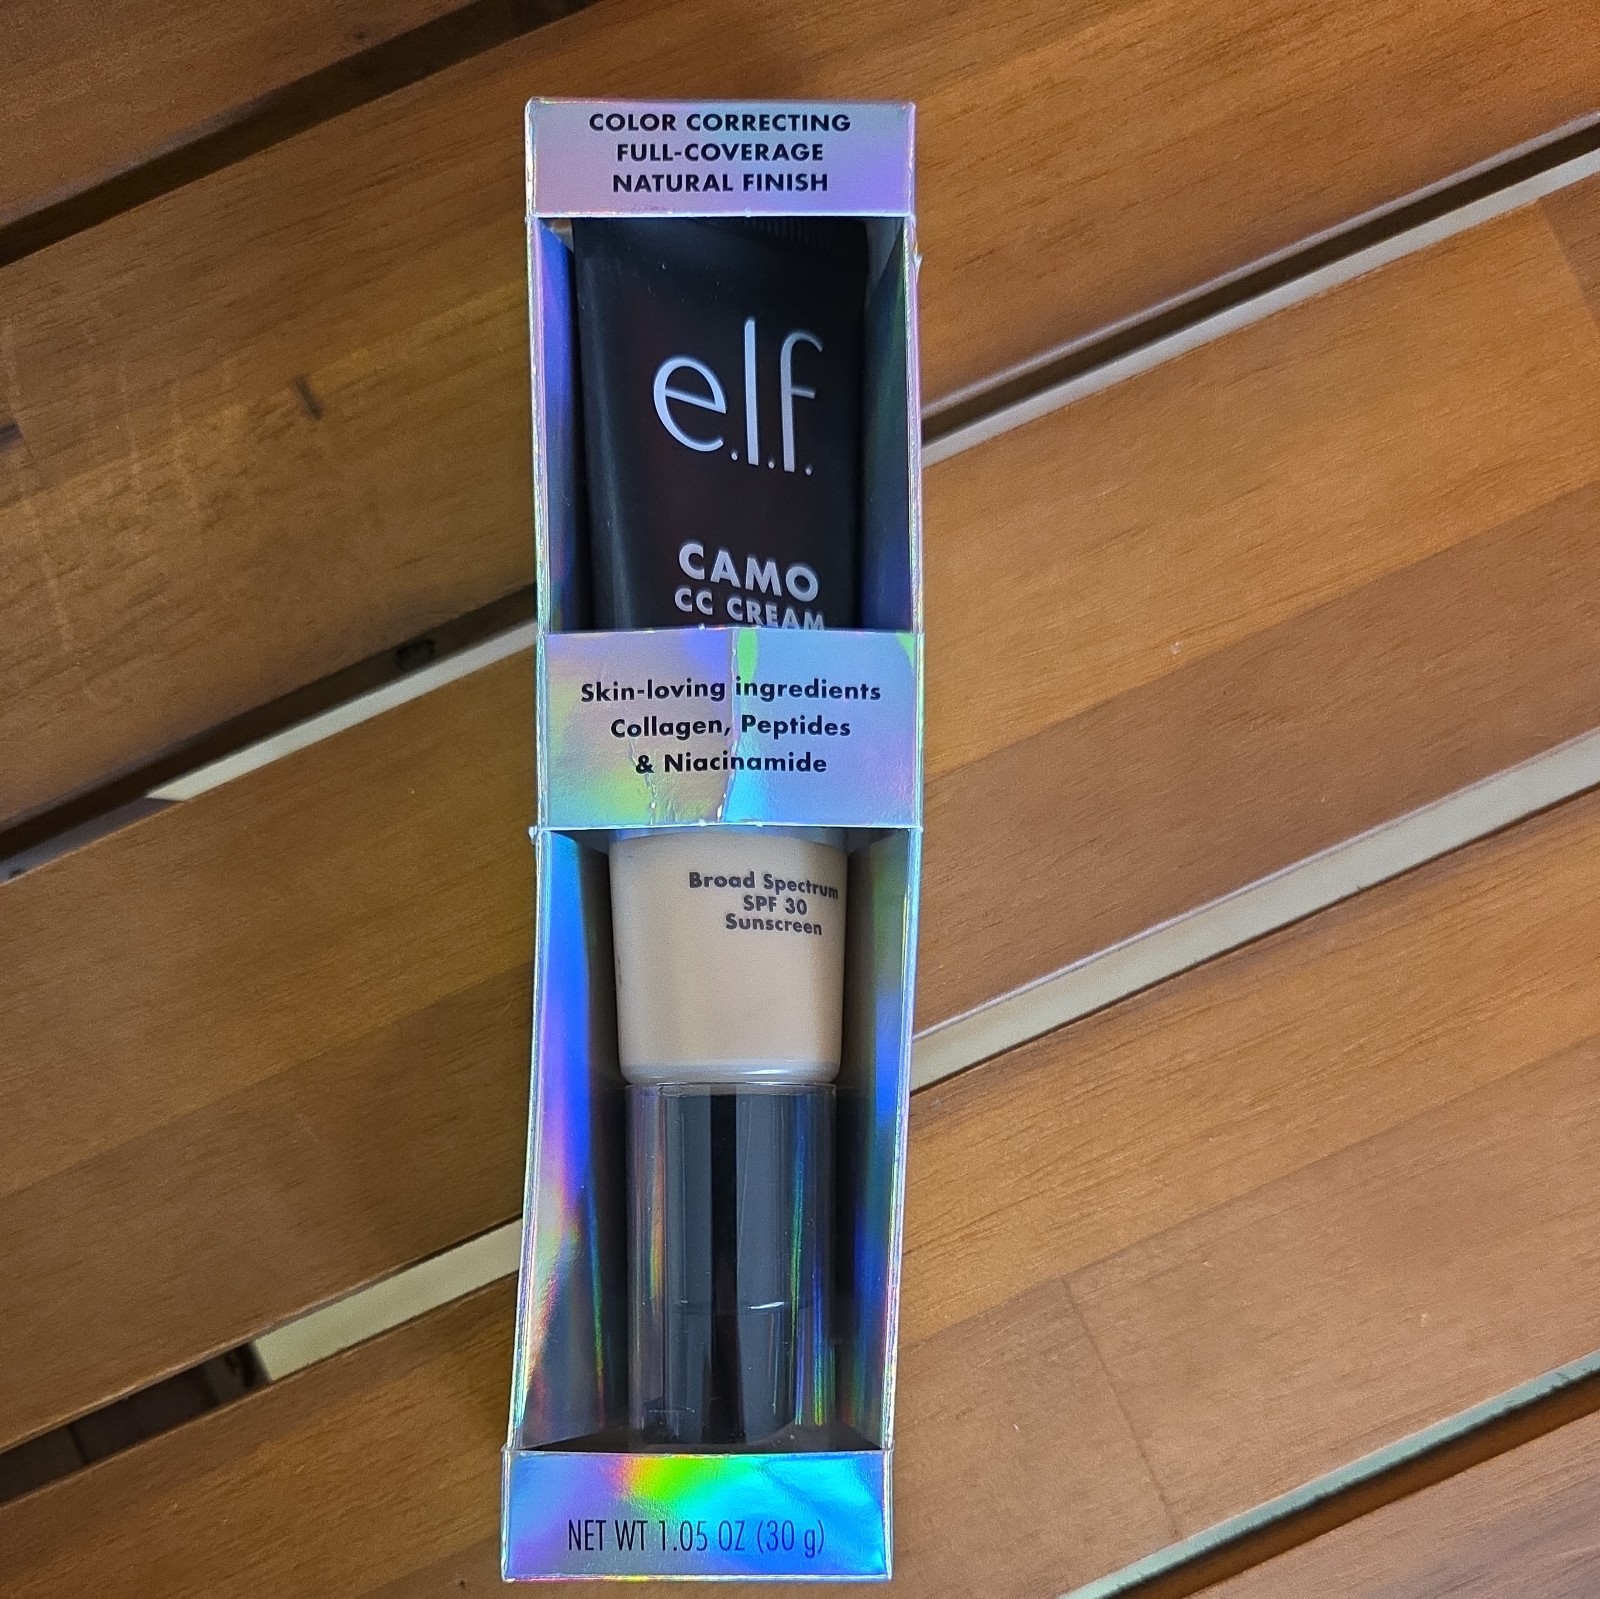 COLOR CORRECTING
FULL-COVERAGE
NATURAL FINISH
e.l.f.
CAMO
CC CREAM
Skin-loving ingredients
Collagen, Peptides
& Niacinamide
Broad Spectrum
SPF 30
Sunscreen
NET WT 1.05 OZ (30 g)